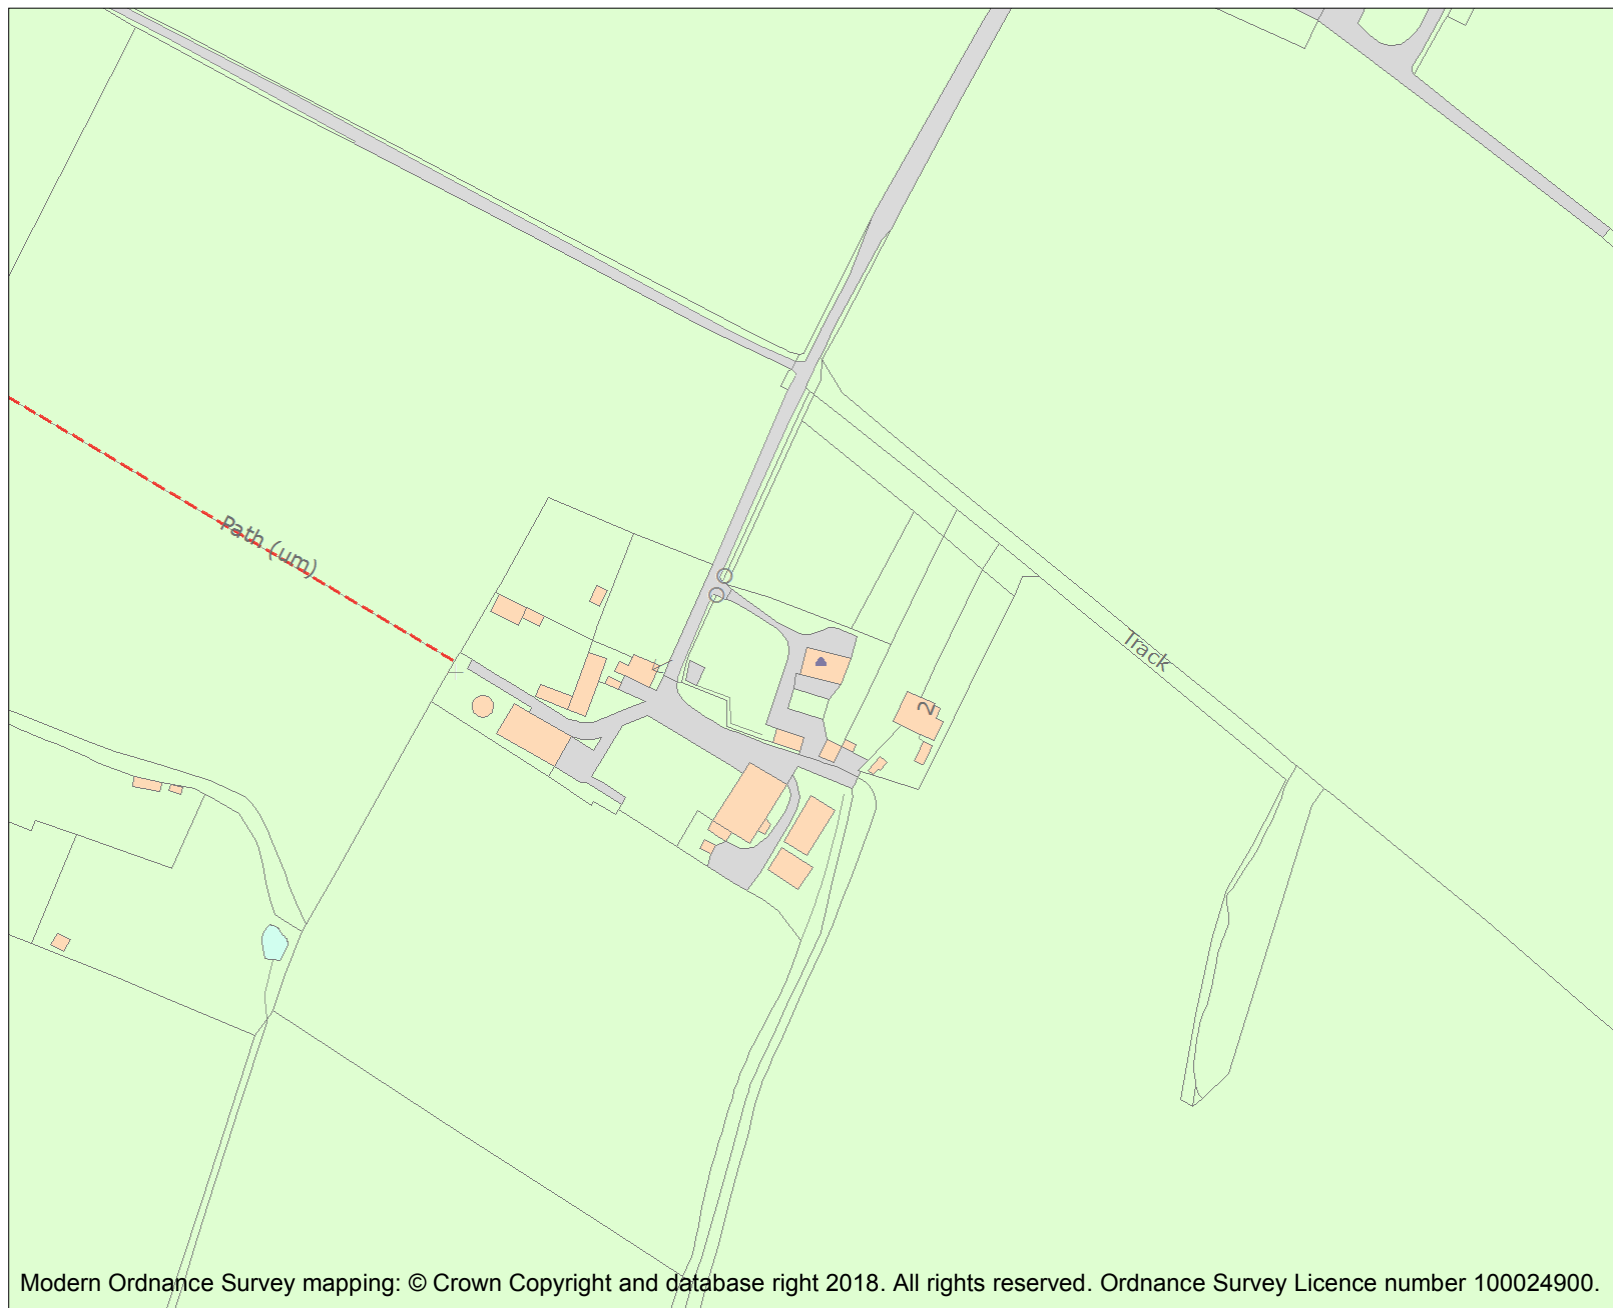 Path (um)
Track
2
Modern Ordnance Survey mapping: © Crown Copyright and database right 2018. All rights reserved. Ordnance Survey Licence number 100024900.